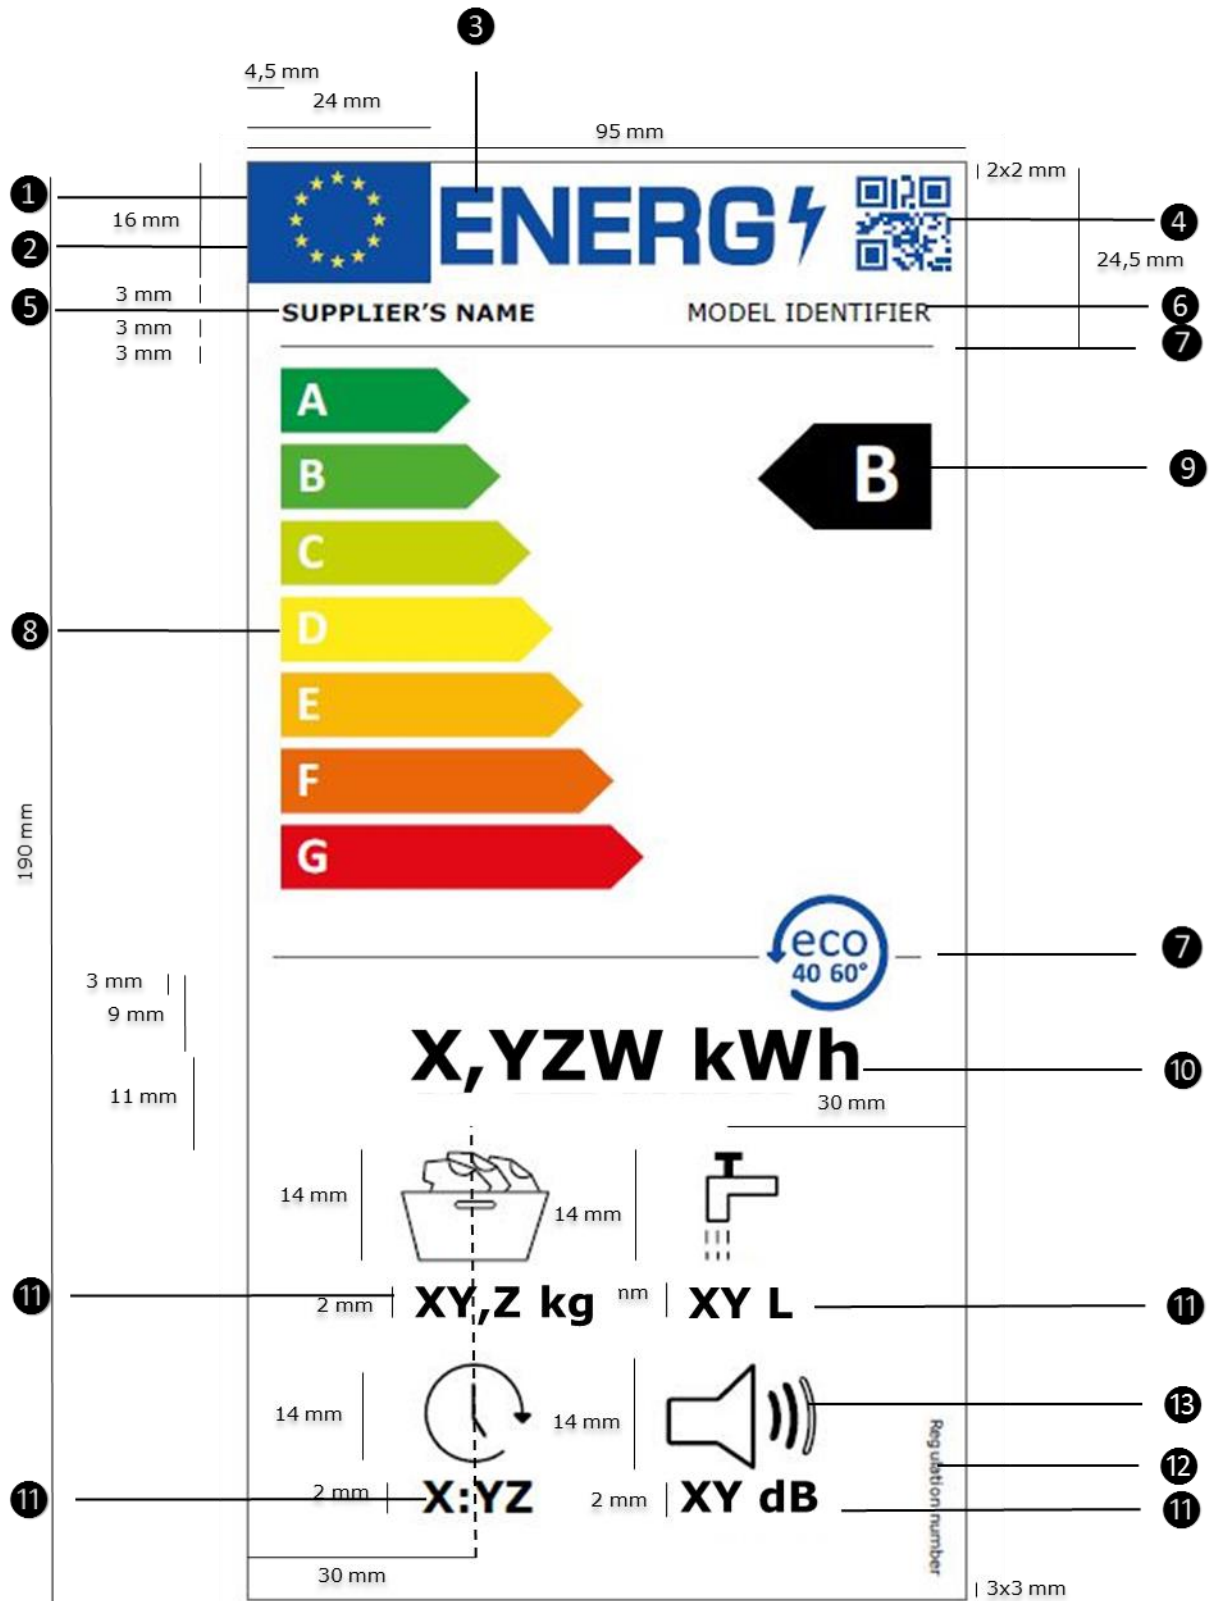 3
4,5 mm
24 mm
95 mm
2x2 mm
1
16 mm
ENERG
4
2
24,5 mm
3 mm
5
SUPPLIER'S NAME
MODEL IDENTIFIER
6
3 mm
7
3 mm
A
B
B
9
C
8
D
E
F
190 mm
G
eco
40 60°
7
3 mm
9 mm
X,YZW kWh
10
11 mm
30 mm
14 mm
14 mm
11
2 mm
XY,Z kg
nm
XY L
11
14 mm
14 mm
13
Regulation number
12
11
2 mm
X:YZ
2 mm
XY dB
11
30 mm
3x3 mm